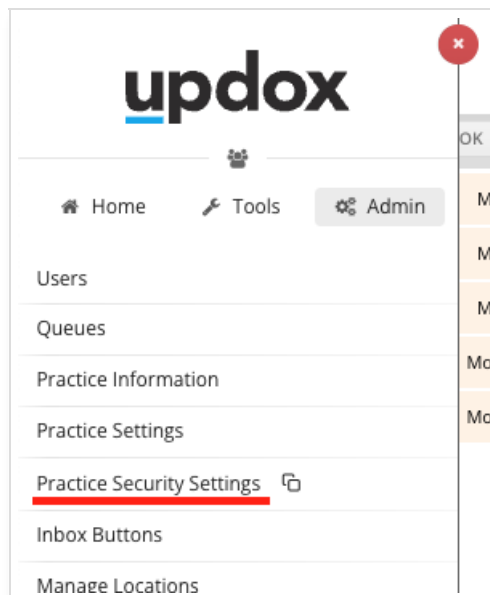 updox
OK
Home Tools Admin
M
Users
M
Queues
M
Mo
Practice Information
Mo
Practice Settings
Practice Security Settings
Inbox Buttons
Manage Locations